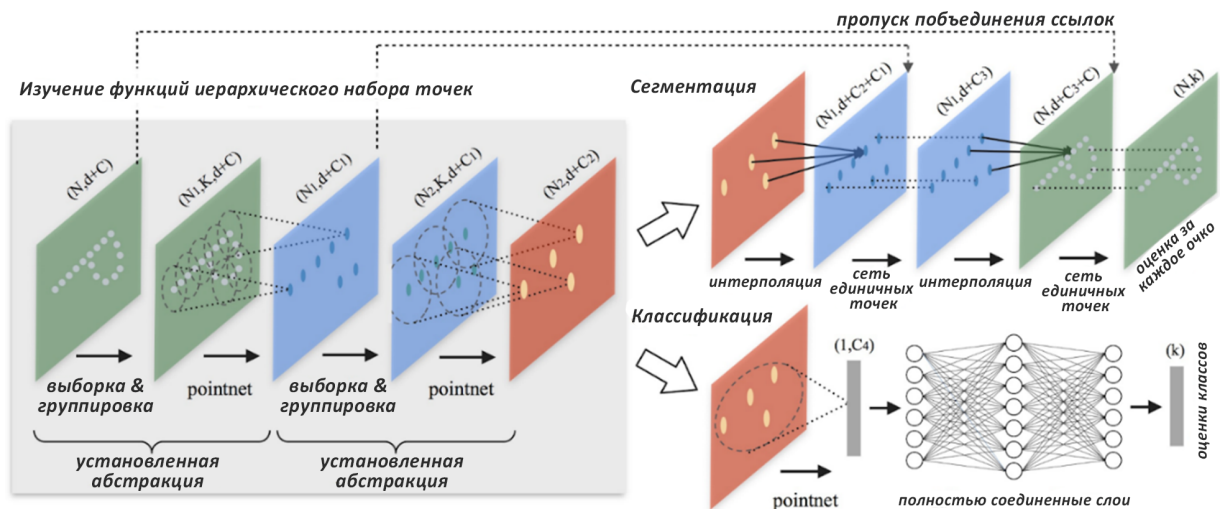 пропуск побъединения ссылок
Изучение функций иерархического набора точек
(N,d+C)
(N1,K,d+C)
(N1,d+C1)
(N2,K,d+C1)
(N2,d+C2)
выборка &
группировка
pointnet
выборка &
группировка
pointnet
установленная
абстракция
установленная
абстракция
Сегментация
(N1,d+C2+C1)
(N1,d+C3)
(N,d+C3+C)
(N,k)
интерполяция
сеть
единичных
точек
интерполяция
сеть
единичных
точек
оценка за
каждое очко
Классификация
(1,C4)
(k)
pointnet
полностью соединенные слои
оценки классов